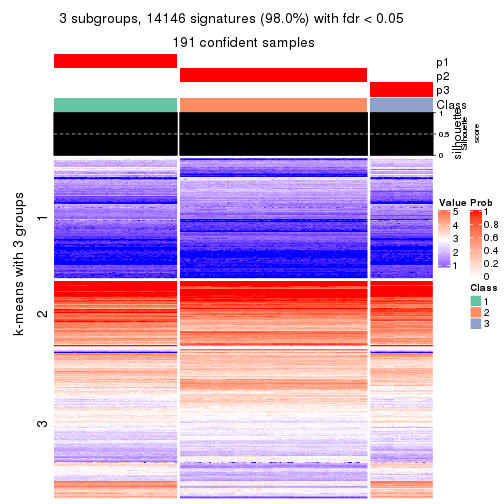 3 subgroups, 14146 signatures (98.0%) with fdr < 0.05
191 confident samples
p1
p2
p3
Class
1
0.5
0
silhouette
Silhouette
score
k-means with 3 groups
1
2
3
Value
5
4
3
2
1
Prob
1
0.8
0.6
0.4
0.2
0
Class
1
2
3